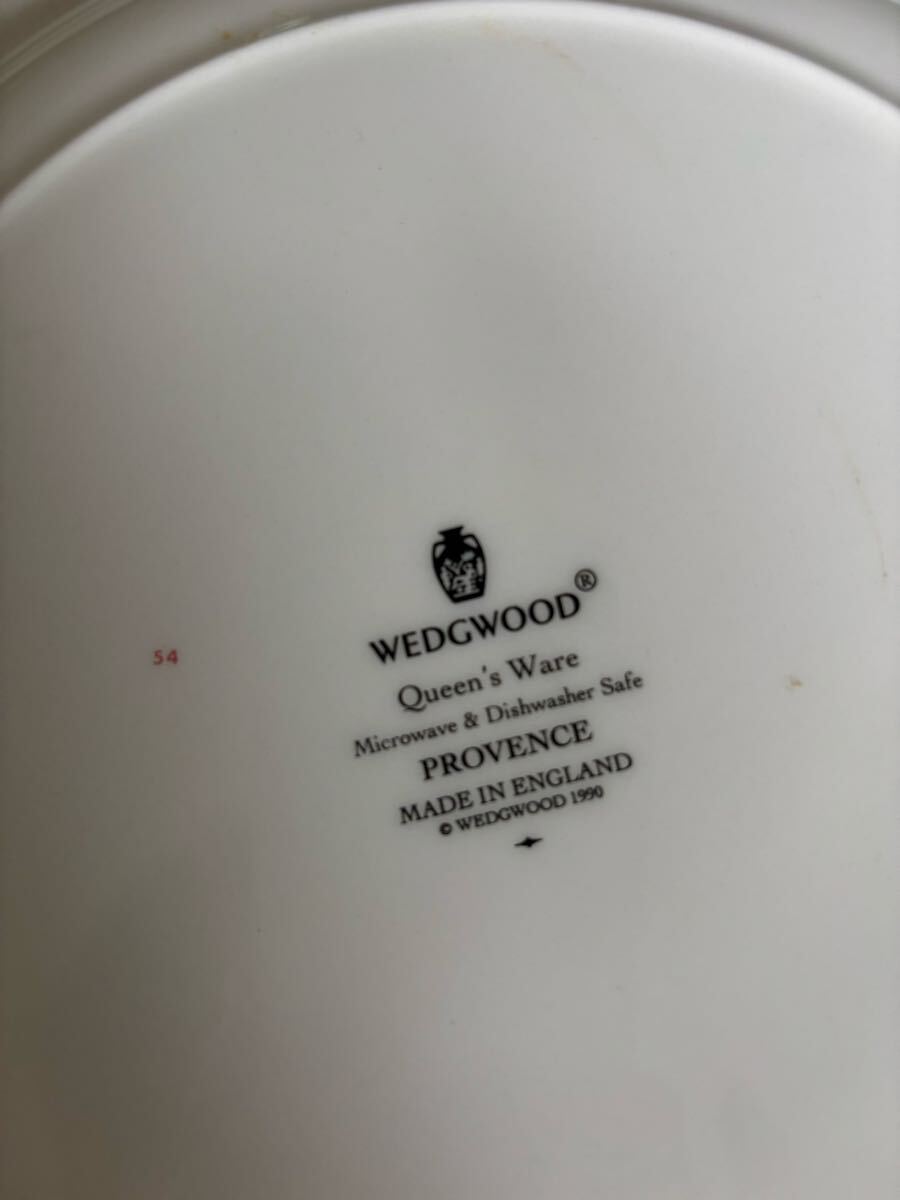 WEDGWOOD®
54
Queen's Ware
Microwave & Dishwasher Safe
PROVENCE
MADE IN ENGLAND
© WEDGWOOD 1990